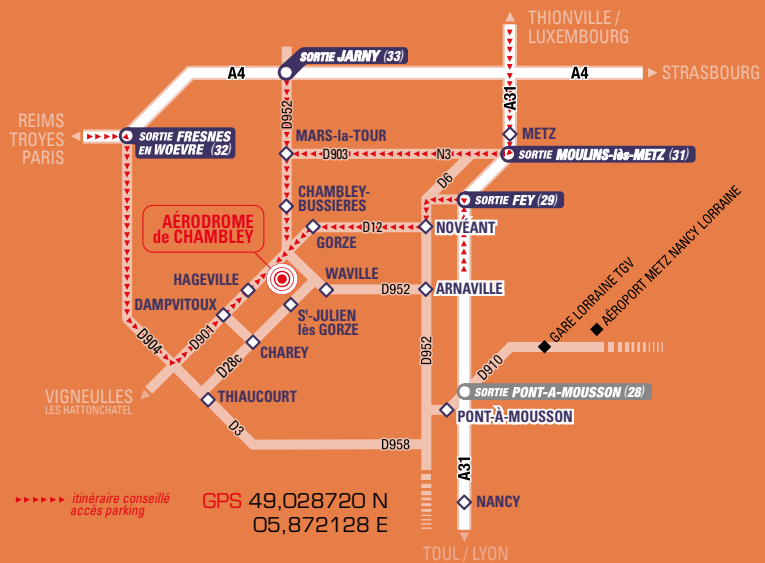 THIONVILLE /
LUXEMBOURG
SORTIE JARNY (33)
A4
A4
STRASBOURG
A31
D952
REIMS
TROYES
PARIS
SORTIE FRESNES
EN WOEVRE (32)
MARS-la-TOUR
METZ
D903
N3
SORTIE MOULINS-lès-METZ (31)
D6
CHAMBLEY-
BUSSIÈRES
SORTIE FEY (29)
AÉRODROME
de CHAMBLEY
D12
GORZE
NOVÉANT
HAGEVILLE
WAVILLE
D952
ARNAVILLE
GARE LORRAINE TGV
AÉROPORT METZ NANCY LORRAINE
DAMPVITOUX
St-JULIEN
lès GORZE
D904
D901
CHAREY
D952
D910
D28c
VIGNEULLES
LES HATTONCHATEL
THIAUCOURT
SORTIE PONT-A-MOUSSON (28)
PONT-À-MOUSSON
D3
D958
A31
itinéraire conseillé
accès parking
GPS 49,028720 N
05,872128 E
NANCY
TOUL / LYON